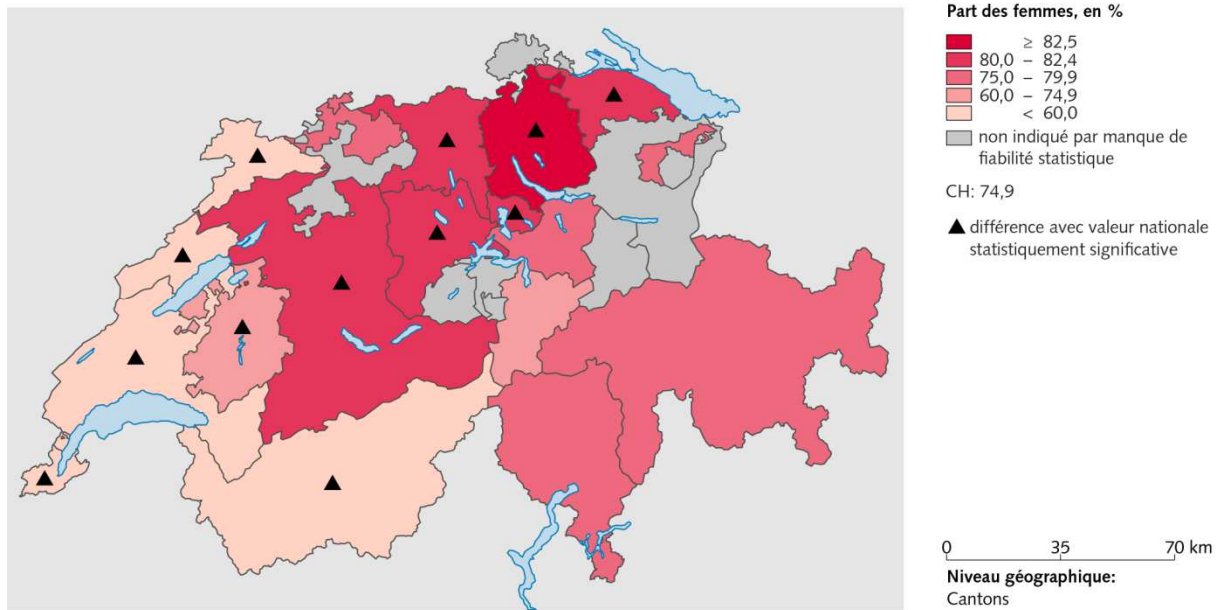 Part des femmes, en %
≥ 82,5
80,0 – 82,4
75,0 – 79,9
60,0 – 74,9
< 60,0
non indiqué par manque de
fiabilité statistique
CH: 74,9
▲ différence avec valeur nationale
statistiquement significative
0 35 70 km
Niveau géographique:
Cantons